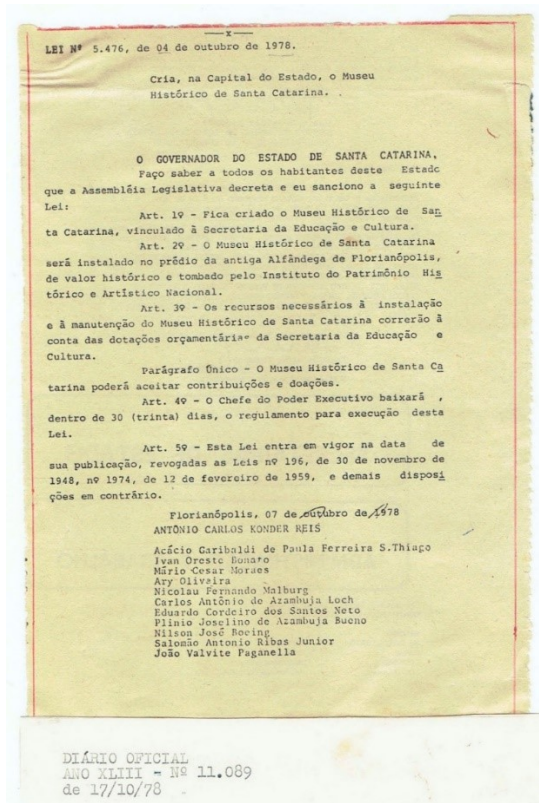 —x—
LEI Nº 5.476, de 04 de outubro de 1978.
Cria, na Capital do Estado, o Museu
Histórico de Santa Catarina.
O GOVERNADOR DO ESTADO DE SANTA CATARINA,
Faço saber a todos os habitantes deste Estado
que a Assembléia Legislativa decreta e eu sanciono a seguinte
Lei:
Art. 1º - Fica criado o Museu Histórico de San
ta Catarina, vinculado à Secretaria da Educação e Cultura.
Art. 2º - O Museu Histórico de Santa Catarina
será instalado no prédio da antiga Alfândega de Florianópolis,
de valor histórico e tombado pelo Instituto do Patrimônio His
tórico e Artístico Nacional.
Art. 3º - Os recursos necessários à instalação
e à manutenção do Museu Histórico de Santa Catarina correrão à
conta das dotações orçamentárias da Secretaria da Educação e
Cultura.
Parágrafo Único - O Museu Histórico de Santa Ca
tarina poderá aceitar contribuições e doações.
Art. 4º - O Chefe do Poder Executivo baixará ,
dentro de 30 (trinta) dias, o regulamento para execução desta
Lei.
Art. 5º - Esta Lei entra em vigor na data de
sua publicação, revogadas as Leis nº 196, de 30 de novembro de
1948, nº 1974, de 12 de fevereiro de 1959, e demais disposi
ções em contrário.
Florianópolis, 07 de outubro de 1978
ANTÔNIO CARLOS KONDER REIS
Acácio Garibaldi de Paula Ferreira S.Thiago
Ivan Oreste Bonato
Mário Cesar Moraes
Ary Oliveira
Nicolau Fernando Malburg
Carlos Antônio de Azambuja Loch
Eduardo Cordeiro dos Santos Neto
Plinio Joselino de Azambuja Bueno
Nilson José Boeing
Salomão Antonio Ribas Junior
João Valvite Paganella
DIÁRIO OFICIAL
ANO XLIII - Nº 11.089
de 17/10/78